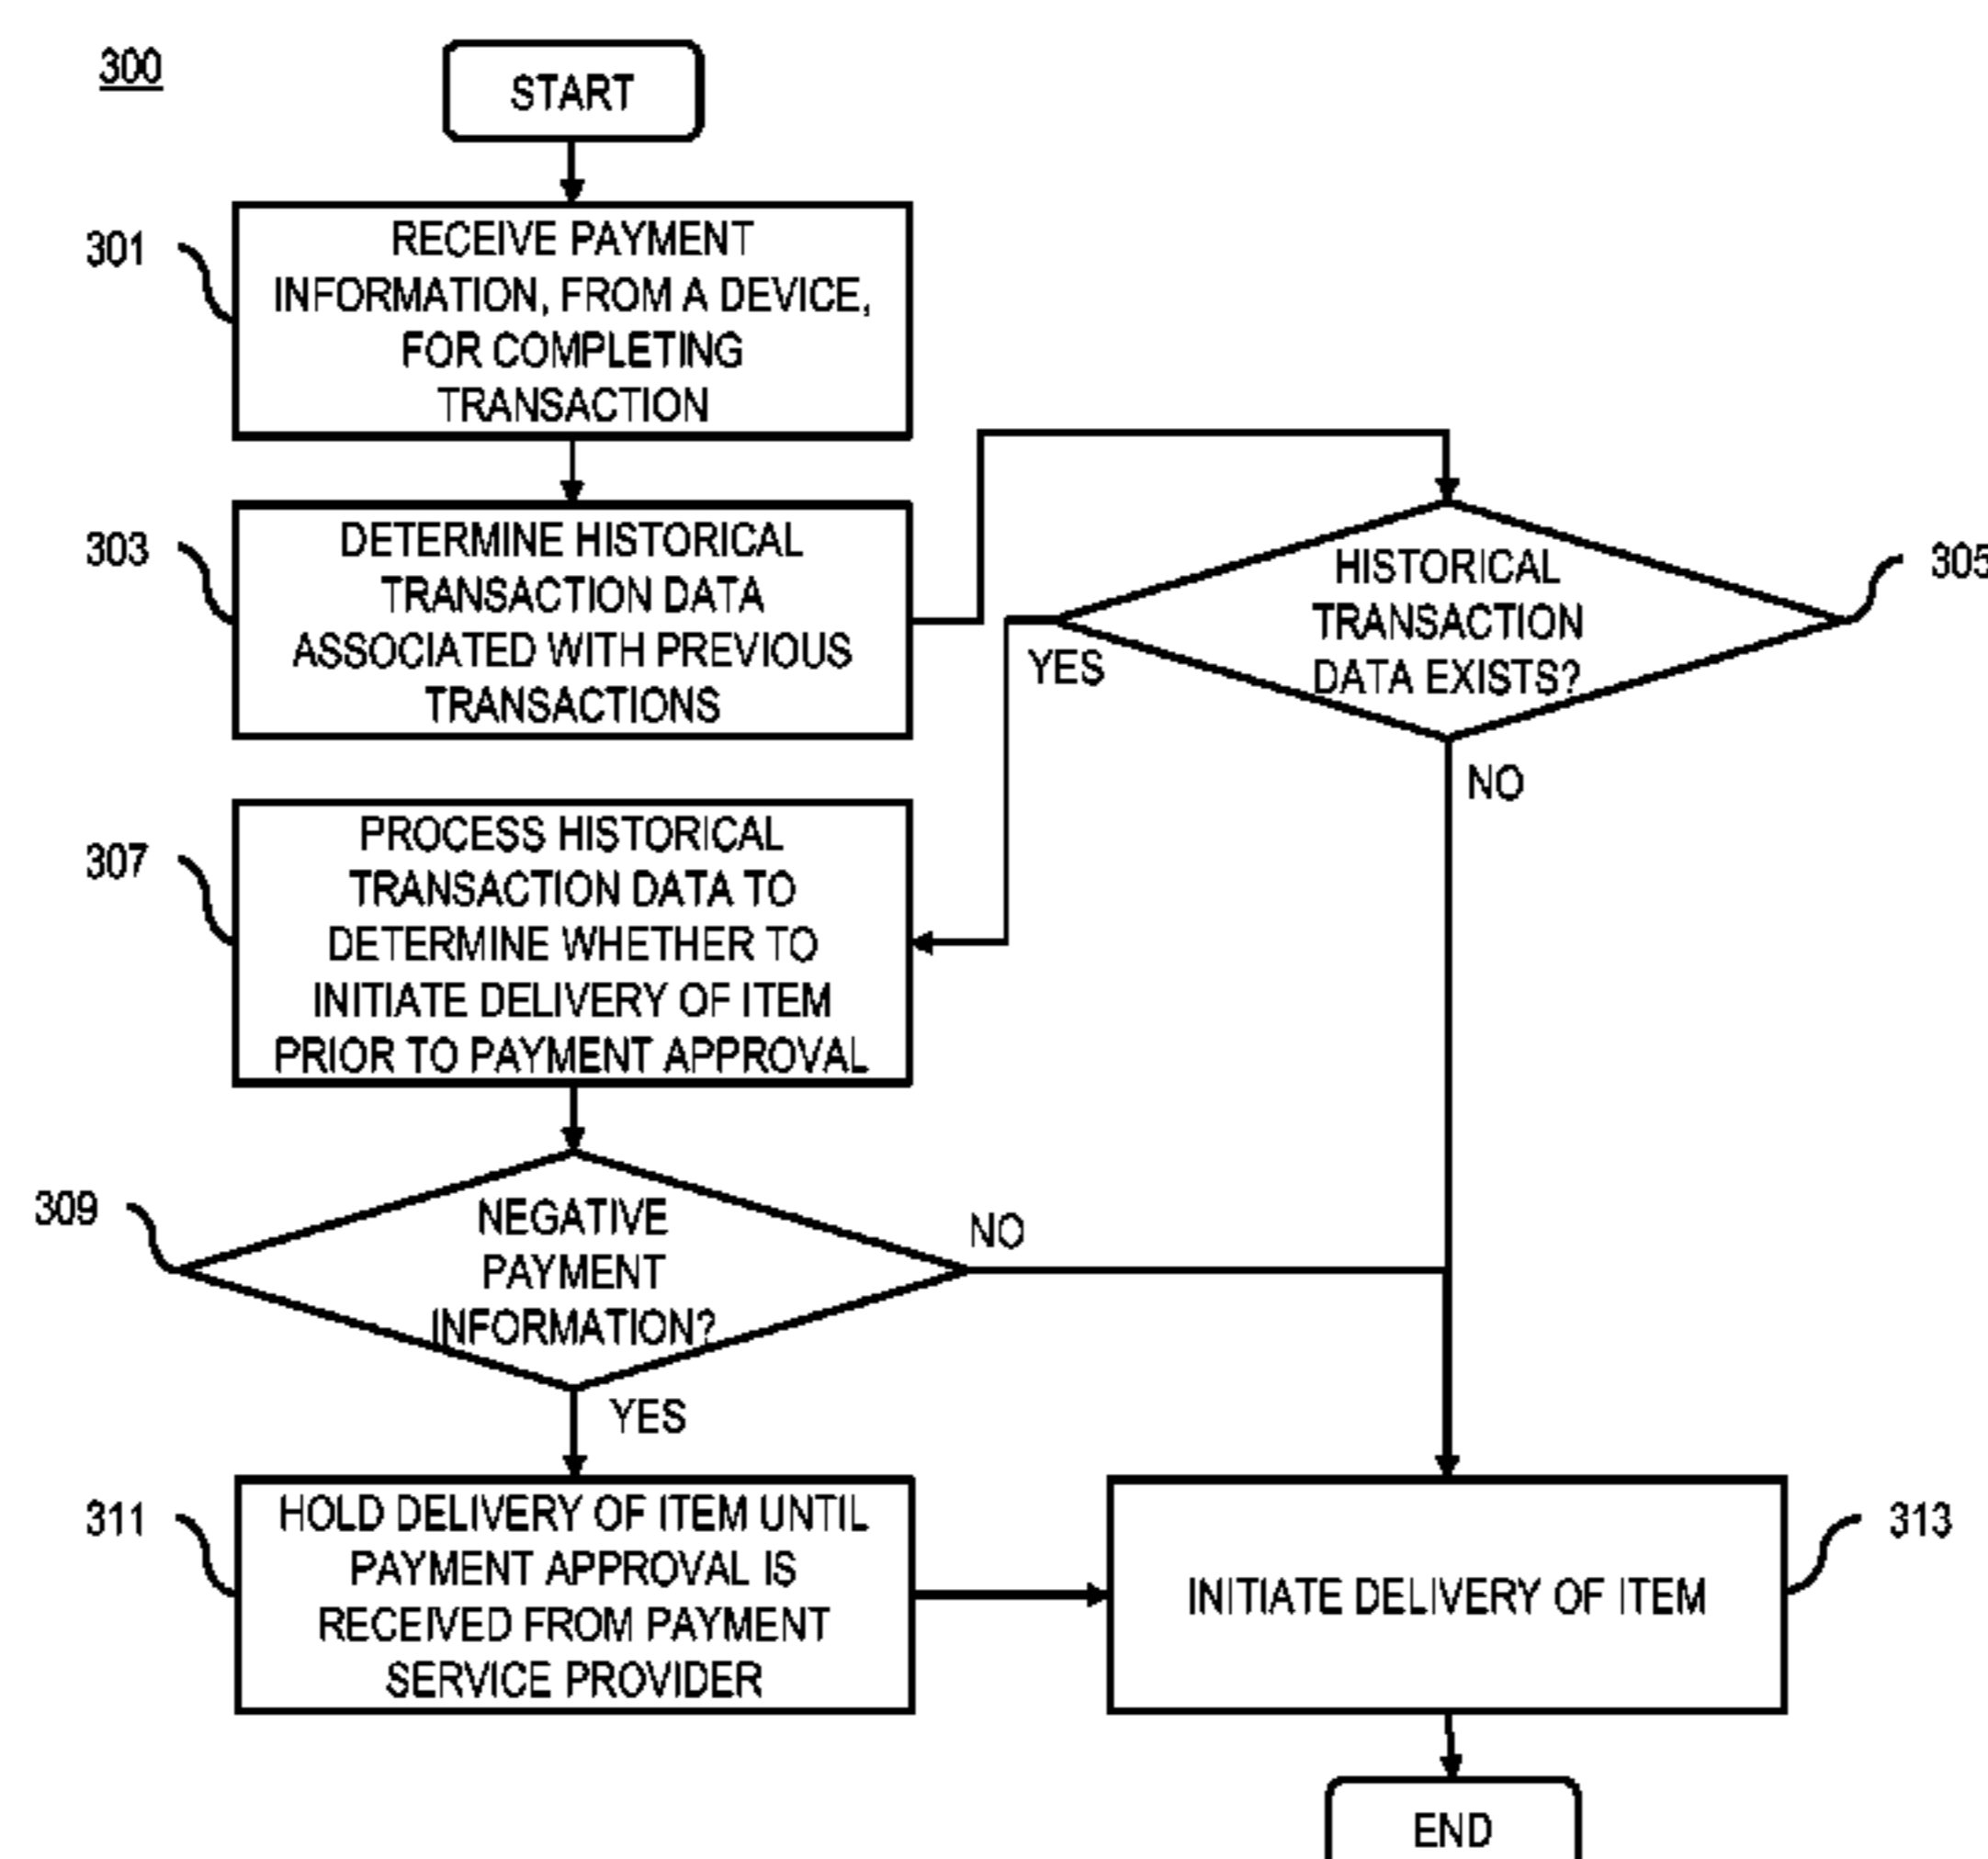 300
START
301
RECEIVE PAYMENT
INFORMATION, FROM A DEVICE,
FOR COMPLETING
TRANSACTION
303
DETERMINE HISTORICAL
TRANSACTION DATA
ASSOCIATED WITH PREVIOUS
TRANSACTIONS
HISTORICAL
TRANSACTION
DATA EXISTS?
305
YES
NO
307
PROCESS HISTORICAL
TRANSACTION DATA TO
DETERMINE WHETHER TO
INITIATE DELIVERY OF ITEM
PRIOR TO PAYMENT APPROVAL
309
NEGATIVE
PAYMENT
INFORMATION?
NO
YES
311
HOLD DELIVERY OF ITEM UNTIL
PAYMENT APPROVAL IS
RECEIVED FROM PAYMENT
SERVICE PROVIDER
INITIATE DELIVERY OF ITEM
313
END